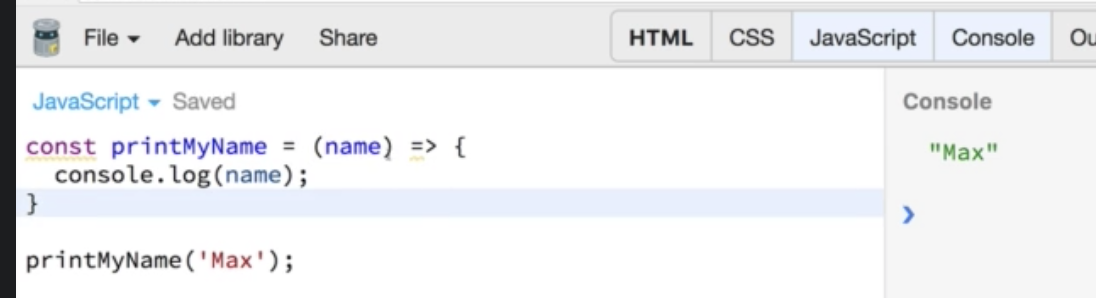 File Add library Share HTML CSS JavaScript Console Ou
JavaScript Saved
Console
const printMyName = (name) => {
  console.log(name);
}

printMyName('Max');
"Max"
❯